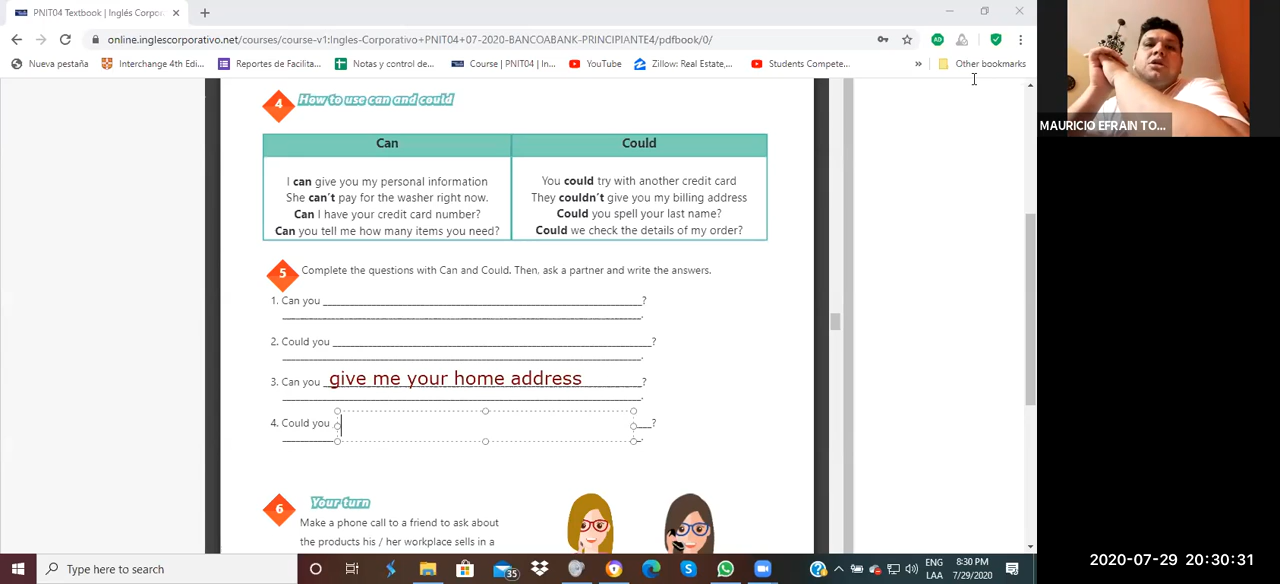 PNIT04 Textbook | Inglés Corpor
online.inglescorporativo.net/courses/course-v1:Ingles-Corporativo+PNIT04+07-2020-BANCOABANK-PRINCIPIANTE4/pdfbook/0/
Nueva pestaña
Interchange 4th Edi...
Reportes de Facilita...
Notas y control de...
Course | PNIT04 | In...
YouTube
Zillow: Real Estate,...
Students Compete...
»
Other bookmarks
MAURICIO EFRAIN TO...
4 How to use can and could
Can
Could
I can give you my personal information
She can't pay for the washer right now.
Can I have your credit card number?
Can you tell me how many items you need?
You could try with another credit card
They couldn't give you my billing address
Could you spell your last name?
Could we check the details of my order?
5 Complete the questions with Can and Could. Then, ask a partner and write the answers.
1. Can you ______?
______.
2. Could you ______?
______.
3. Can you give me your home address?
______.
4. Could you ______?
______.
6 Your turn
Make a phone call to a friend to ask about
the products his / her workplace sells in a
Type here to search
35
ENG
LAA
8:30 PM
7/29/2020
2020-07-29 20:30:31